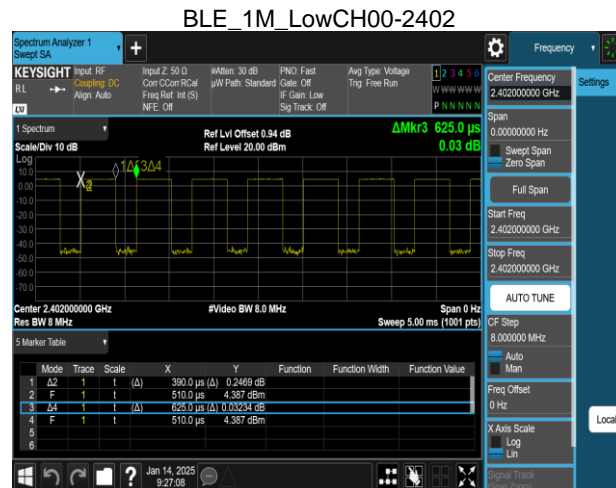 BLE_1M_LowCH00-2402
Spectrum Analyzer 1
Swept SA
Frequency
KEYSIGHT
RL
Input: RF
Coupling: DC
Align: Auto
Input Z: 50 Ω
Corr CCorr RCal
Freq Ref: Int (S)
NFE: Off
#Atten: 30 dB
µW Path: Standard
PNO: Fast
Gate: Off
IF Gain: Low
Sig Track: Off
Avg Type: Voltage
Trig: Free Run
1 2 3 4 5 6
W W W W W W
P N N N N N
LXI
1 Spectrum
Scale/Div 10 dB
Ref Lvl Offset 0.94 dB
Ref Level 20.00 dBm
ΔMkr3 625.0 µs
0.03 dB
Log
10.0
0.00
-10.0
-20.0
-30.0
-40.0
-50.0
-60.0
-70.0
Center 2.402000000 GHz
Res BW 8 MHz
#Video BW 8.0 MHz
Span 0 Hz
Sweep 5.00 ms (1001 pts)
5 Marker Table
Mode Trace Scale X Y Function Function Width Function Value
1 Δ2 1 t (Δ) 390.0 µs (Δ) 0.2469 dB
2 F 1 t 510.0 µs 4.387 dBm
3 Δ4 1 t (Δ) 625.0 µs (Δ) 0.03234 dB
4 F 1 t 510.0 µs 4.387 dBm
5
6
Jan 14, 2025
9:27:08
Center Frequency
2.402000000 GHz
Settings
Span
0.00000000 Hz
Swept Span
Zero Span
Full Span
Start Freq
2.402000000 GHz
Stop Freq
2.402000000 GHz
AUTO TUNE
CF Step
8.000000 MHz
Auto
Man
Freq Offset
0 Hz
X Axis Scale
Log
Lin
Local
Signal Track
(Span Zoom)